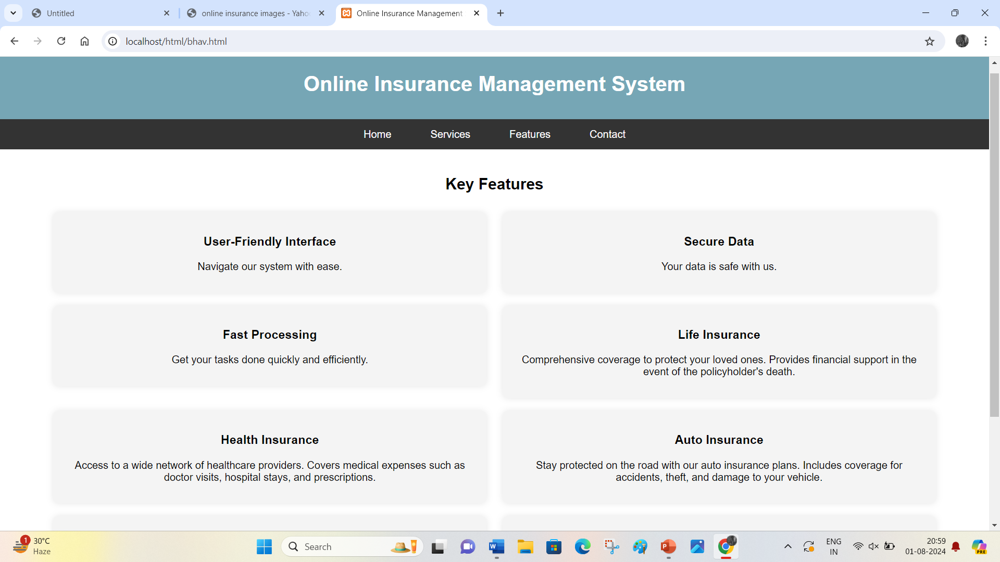 Untitled
online insurance images - Yaho
Online Insurance Management
localhost/html/bhav.html
Online Insurance Management System
Home Services Features Contact
Key Features
User-Friendly Interface
Navigate our system with ease.
Secure Data
Your data is safe with us.
Fast Processing
Get your tasks done quickly and efficiently.
Life Insurance
Comprehensive coverage to protect your loved ones. Provides financial support in the
event of the policyholder's death.
Health Insurance
Access to a wide network of healthcare providers. Covers medical expenses such as
doctor visits, hospital stays, and prescriptions.
Auto Insurance
Stay protected on the road with our auto insurance plans. Includes coverage for
accidents, theft, and damage to your vehicle.
1
30°C
Haze
Search
W
P
ENG
IN
20:59
01-08-2024
PRE